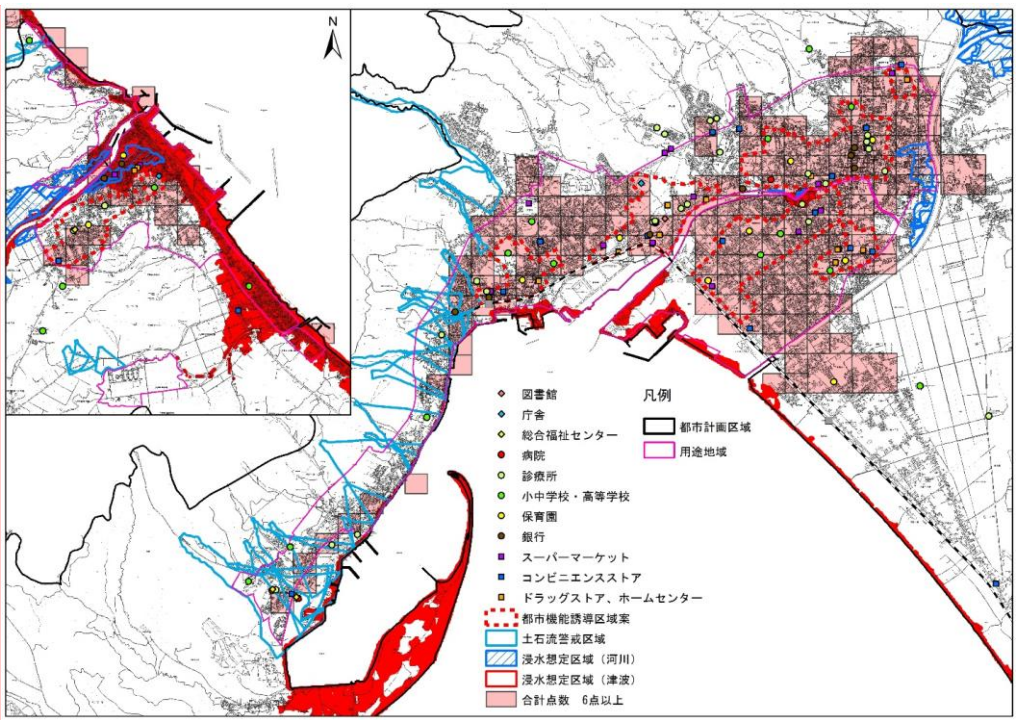 N
図書館
庁舎
総合福祉センター
病院
診療所
小中学校・高等学校
保育園
銀行
スーパーマーケット
コンビニエンスストア
ドラッグストア、ホームセンター
都市機能誘導区域案
土石流警戒区域
浸水想定区域（河川）
浸水想定区域（津波）
合計点数 6点以上
凡例
都市計画区域
用途地域